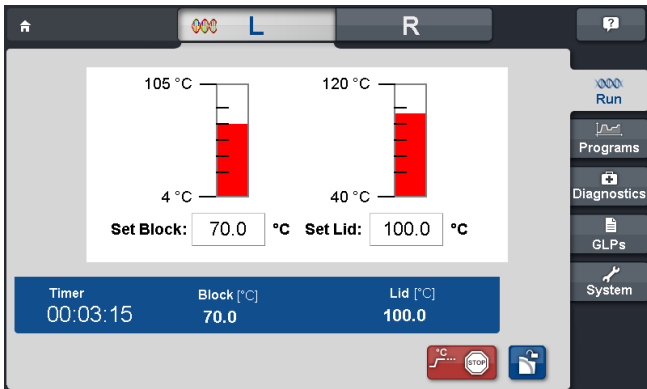 L R ?
Run
Programs
Diagnostics
GLPs
System
105 °C 120 °C
4 °C 40 °C
Set Block: 70.0 °C Set Lid: 100.0 °C
Timer Block [°C] Lid [°C]
00:03:15 70.0 100.0
°C... STOP